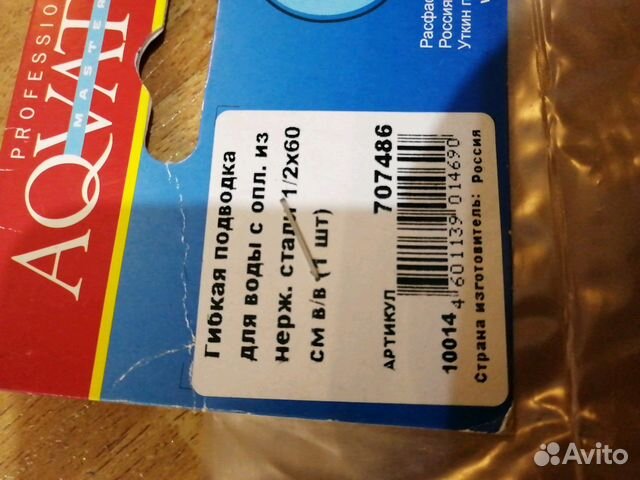 PROFESSIO
AQVAT
MASTER
Расфас
Россия
Уткин п
Гибкая подводка
для воды с опл. из
нерж. стали 1/2х60
см в/в (1 шт)
АРТИКУЛ 707486
10014
4 601139 014690
Страна изготовитель: Россия
Avito